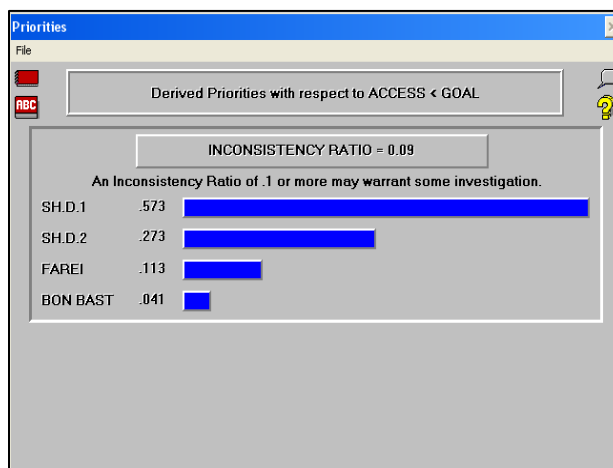 Priorities
File
Derived Priorities with respect to ACCESS < GOAL
ABC
INCONSISTENCY RATIO = 0.09
An Inconsistency Ratio of .1 or more may warrant some investigation.
SH.D.1 .573
SH.D.2 .273
FAREI .113
BON BAST .041